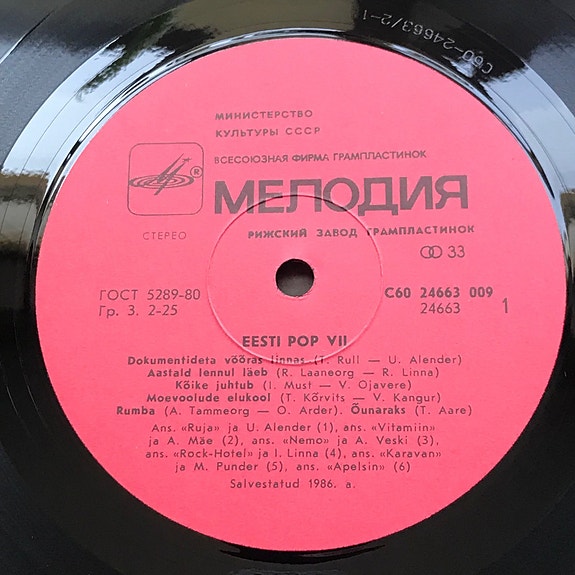 С60-24663/2-1
МИНИСТЕРСТВО
КУЛЬТУРЫ СССР
ВСЕСОЮЗНАЯ ФИРМА ГРАМПЛАСТИНОК
®
МЕЛОДИЯ
СТЕРЕО
РИЖСКИЙ ЗАВОД ГРАМПЛАСТИНОК
33
ГОСТ 5289-80
С60 24663 009
Гр. 3. 2-25
24663 1
EESTI POP VII
Dokumentideta võõras linnas (T. Rull — U. Alender)
Aastald lennul läeb (R. Laaneorg — R. Linna)
Kõike juhtub (I. Must — V. Ojavere)
Moevoolude elukool (T. Kõrvits — V. Kangur)
Rumba (A. Tammeorg — O. Arder). Õunaraks (T. Aare)
Ans. «Ruja» ja U. Alender (1), ans. «Vitamiin»
ja A. Mäe (2), ans. «Nemo» ja A. Veski (3),
ans. «Rock-Hotel» ja I. Linna (4), ans. «Karavan»
ja M. Punder (5), ans. «Apelsin» (6)
Salvestatud 1986. a.